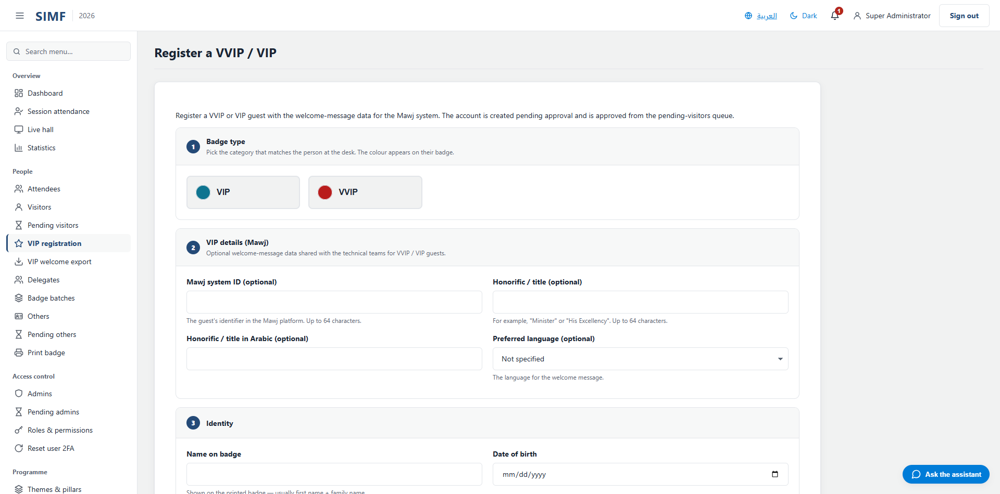 SIMF 2026
العربية
Dark
1
Super Administrator
Sign out
Search menu...
Overview
Dashboard
Session attendance
Live hall
Statistics
People
Attendees
Visitors
Pending visitors
VIP registration
VIP welcome export
Delegates
Badge batches
Others
Pending others
Print badge
Access control
Admins
Pending admins
Roles & permissions
Reset user 2FA
Programme
Themes & pillars
Register a VVIP / VIP
Register a VVIP or VIP guest with the welcome-message data for the Mawj system. The account is created pending approval and is approved from the pending-visitors queue.
1
Badge type
Pick the category that matches the person at the desk. The colour appears on their badge.
VIP
VVIP
2
VIP details (Mawj)
Optional welcome-message data shared with the technical teams for VVIP / VIP guests.
Mawj system ID (optional)
The guest's identifier in the Mawj platform. Up to 64 characters.
Honorific / title (optional)
For example, "Minister" or "His Excellency". Up to 64 characters.
Honorific / title in Arabic (optional)
Preferred language (optional)
Not specified
The language for the welcome message.
3
Identity
Name on badge
Shown on the printed badge — usually first name + family name.
Date of birth
mm/dd/yyyy
Ask the assistant